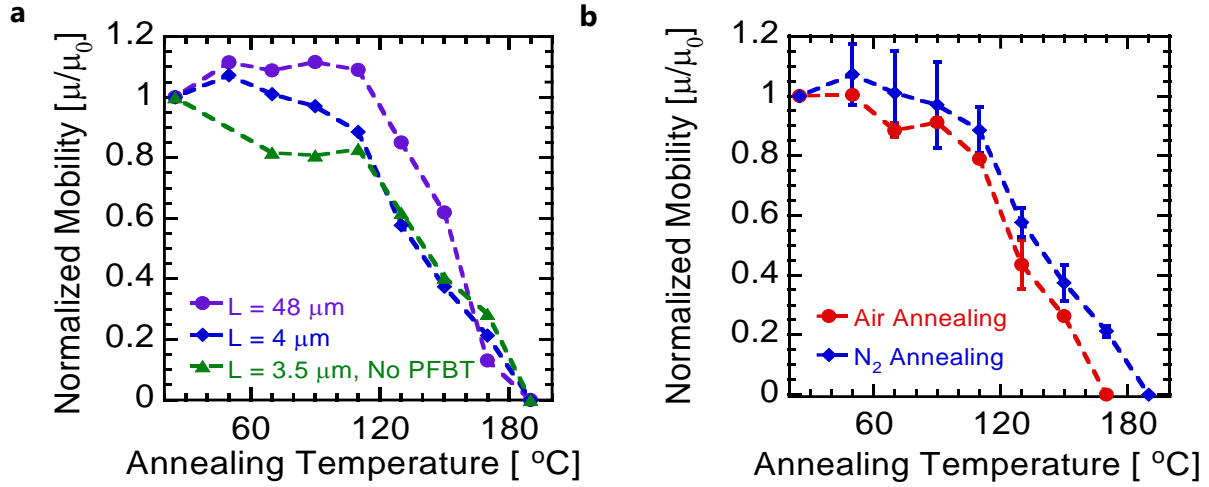 a
Normalized Mobility [μ/μ₀]
1.2
1
0.8
0.6
0.4
0.2
0
L = 48 μm
L = 4 μm
L = 3.5 μm, No PFBT
60
120
180
Annealing Temperature [ °C]
b
Normalized Mobility [μ/μ₀]
1.2
1
0.8
0.6
0.4
0.2
0
Air Annealing
N₂ Annealing
60
120
180
Annealing Temperature [ °C]